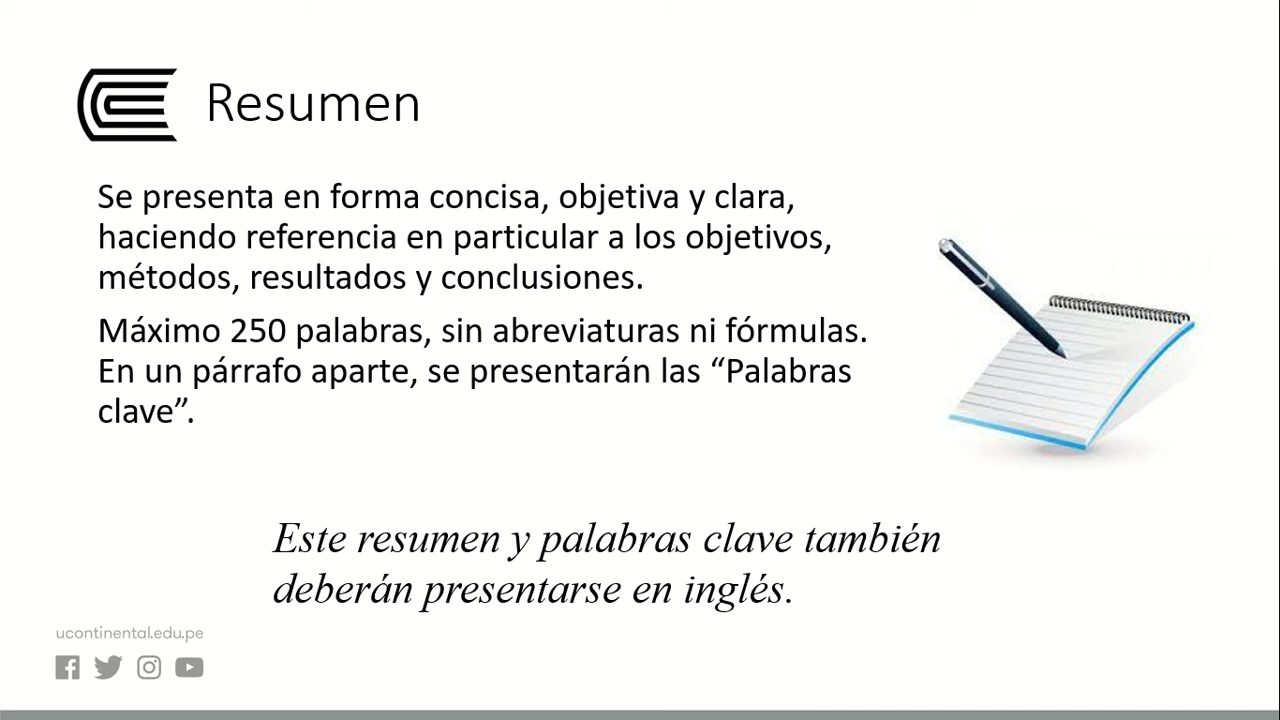 Resumen
Se presenta en forma concisa, objetiva y clara,
haciendo referencia en particular a los objetivos,
métodos, resultados y conclusiones.
Máximo 250 palabras, sin abreviaturas ni fórmulas.
En un párrafo aparte, se presentarán las “Palabras
clave”.
Este resumen y palabras clave también
deberán presentarse en inglés.
ucontinental.edu.pe